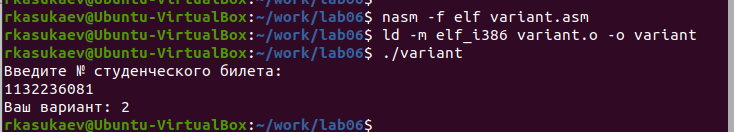 rkasukaev@Ubuntu-VirtualBox:~/work/lab06$ nasm -f elf variant.asm
rkasukaev@Ubuntu-VirtualBox:~/work/lab06$ ld -m elf_i386 variant.o -o variant
rkasukaev@Ubuntu-VirtualBox:~/work/lab06$ ./variant
Введите № студенческого билета:
1132236081
Ваш вариант: 2
rkasukaev@Ubuntu-VirtualBox:~/work/lab06$